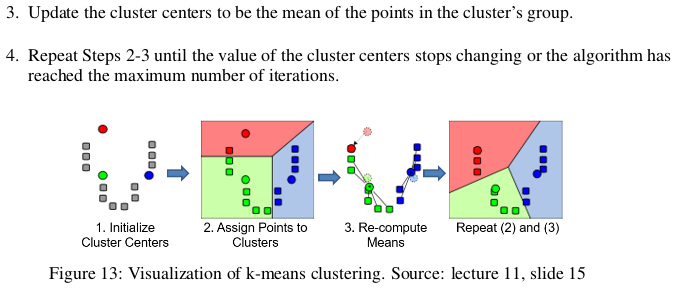 3. Update the cluster centers to be the mean of the points in the cluster's group.
4. Repeat Steps 2-3 until the value of the cluster centers stops changing or the algorithm has
reached the maximum number of iterations.
1. Initialize
Cluster Centers
2. Assign Points to
Clusters
3. Re-compute
Means
Repeat (2) and (3)
Figure 13: Visualization of k-means clustering. Source: lecture 11, slide 15